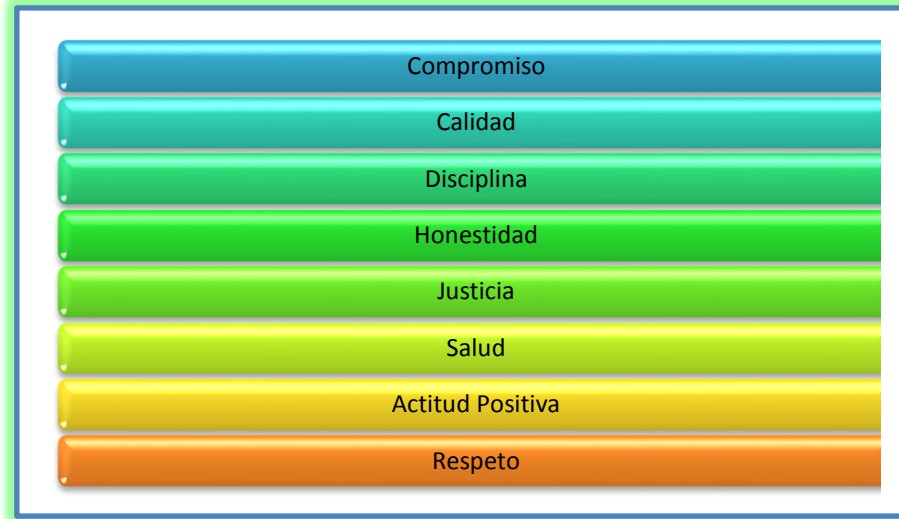 Compromiso
Calidad
Disciplina
Honestidad
Justicia
Salud
Actitud Positiva
Respeto